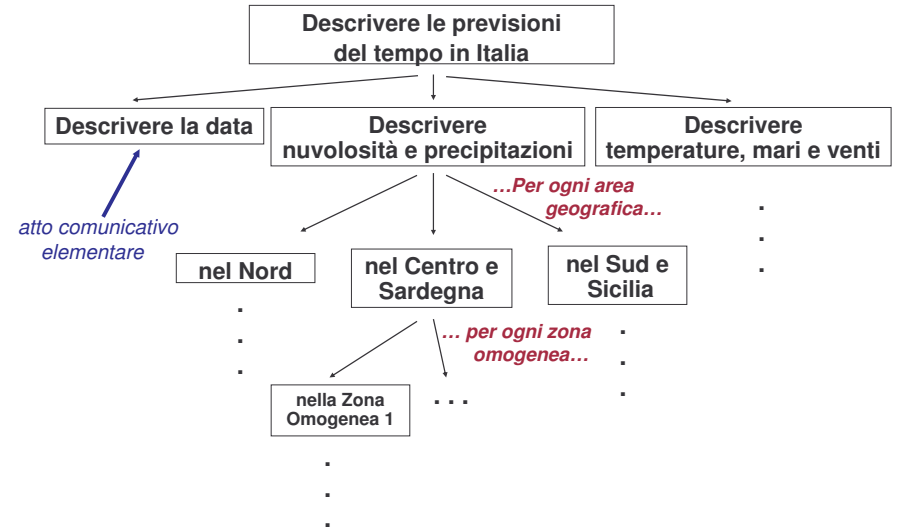 Descrivere le previsioni
del tempo in Italia
Descrivere la data
Descrivere
nuvolosità e precipitazioni
Descrivere
temperature, mari e venti
…Per ogni area
geografica…
atto comunicativo
elementare
.
.
.
nel Nord
nel Centro e
Sardegna
nel Sud e
Sicilia
.
.
.
… per ogni zona
omogenea…
.
.
.
nella Zona
Omogenea 1
. . .
.
.
.